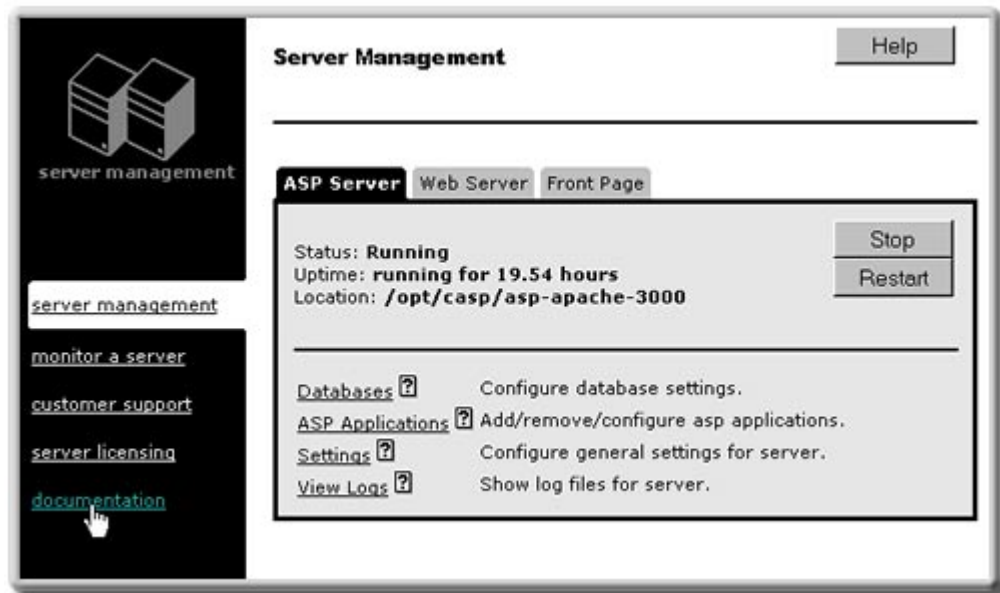 Server Management
Help
server management
ASP Server Web Server Front Page
Status: Running
Uptime: running for 19.54 hours
Location: /opt/casp/asp-apache-3000
Stop
Restart
server management
monitor a server
customer support
server licensing
documentation
Databases ? Configure database settings.
ASP Applications ? Add/remove/configure asp applications.
Settings ? Configure general settings for server.
View Logs ? Show log files for server.